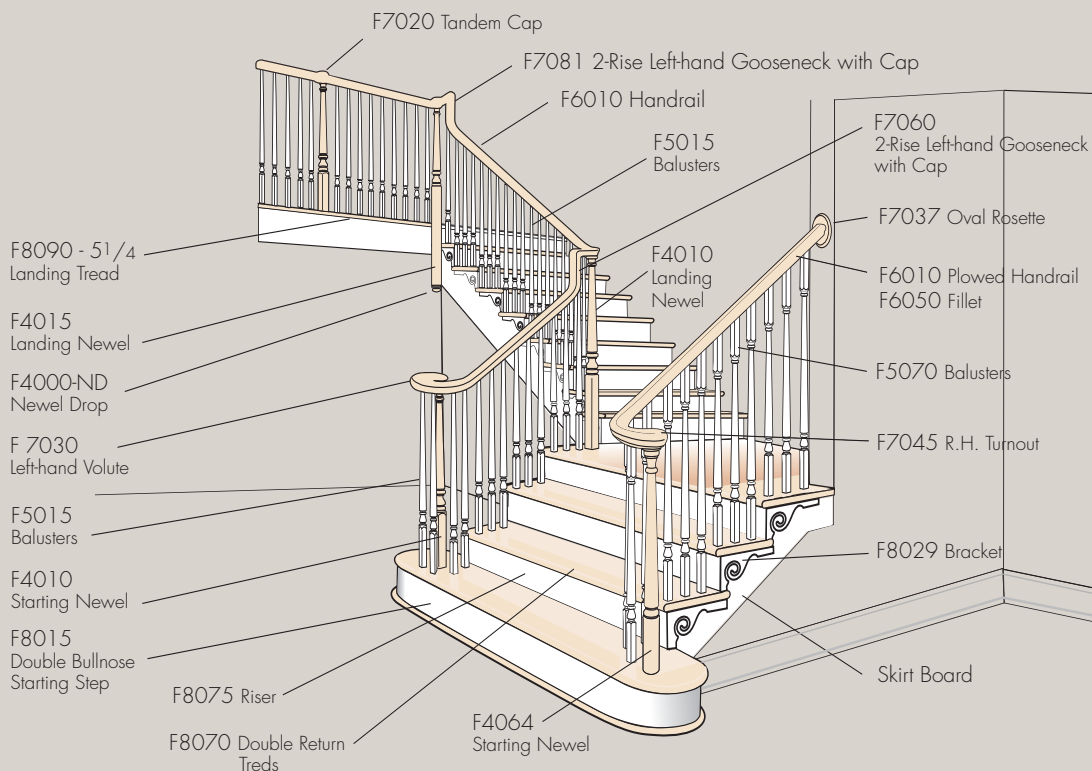 F7020 Tandem Cap
F7081 2-Rise Left-hand Gooseneck with Cap
F6010 Handrail
F5015
Balusters
F7060
2-Rise Left-hand Gooseneck
with Cap
F7037 Oval Rosette
F8090 - 51/4
Landing Tread
F4010
Landing
Newel
F6010 Plowed Handrail
F6050 Fillet
F4015
Landing Newel
F4000-ND
Newel Drop
F5070 Balusters
F 7030
Left-hand Volute
F7045 R.H. Turnout
F5015
Balusters
F8029 Bracket
F4010
Starting Newel
F8015
Double Bullnose
Starting Step
Skirt Board
F8075 Riser
F4064
Starting Newel
F8070 Double Return
Treds